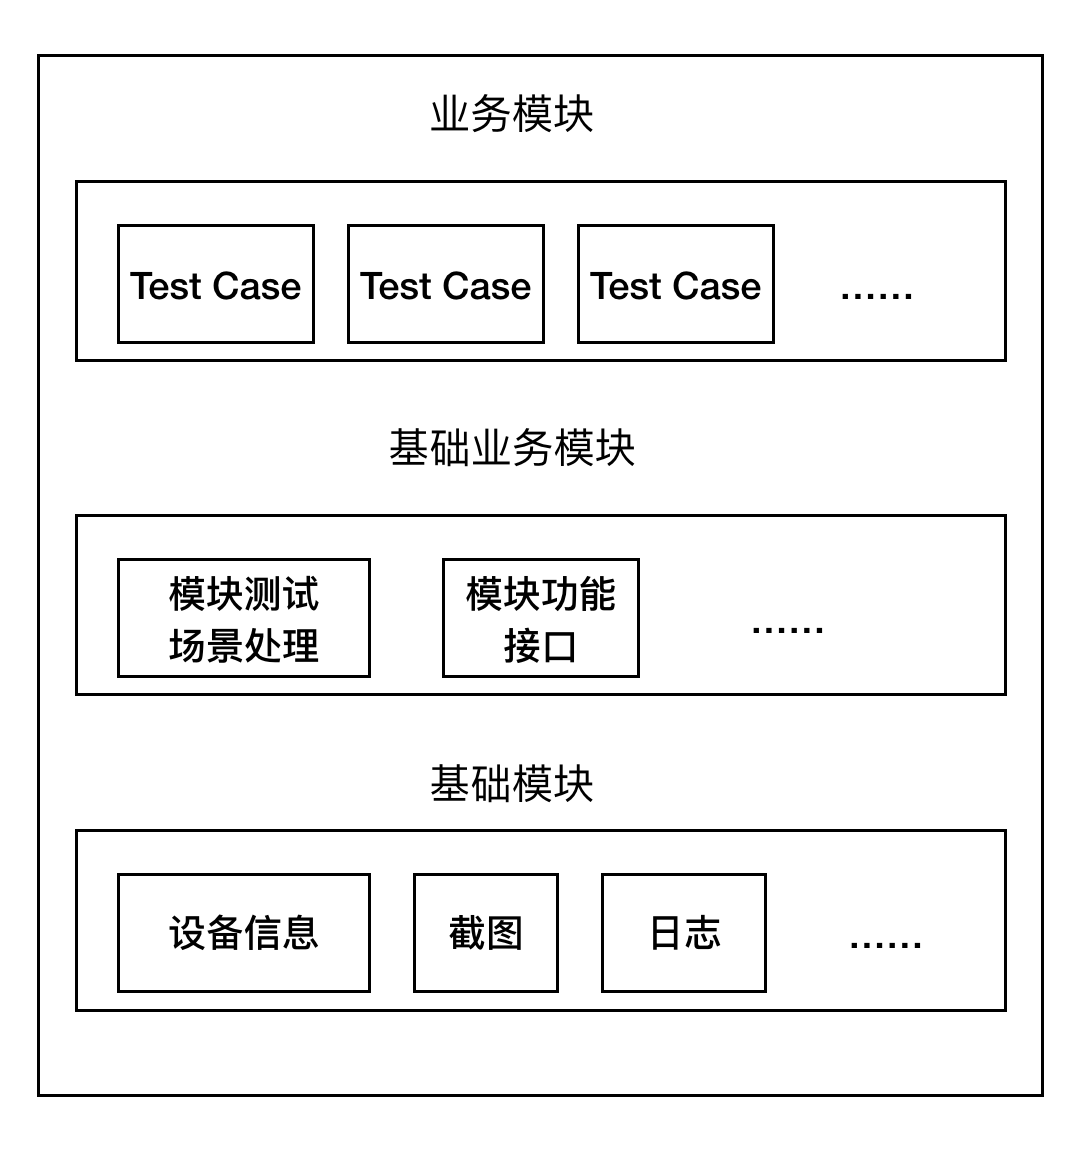 业务模块
Test Case
Test Case
Test Case
......
基础业务模块
模块测试
场景处理
模块功能
接口
......
基础模块
设备信息
截图
日志
......